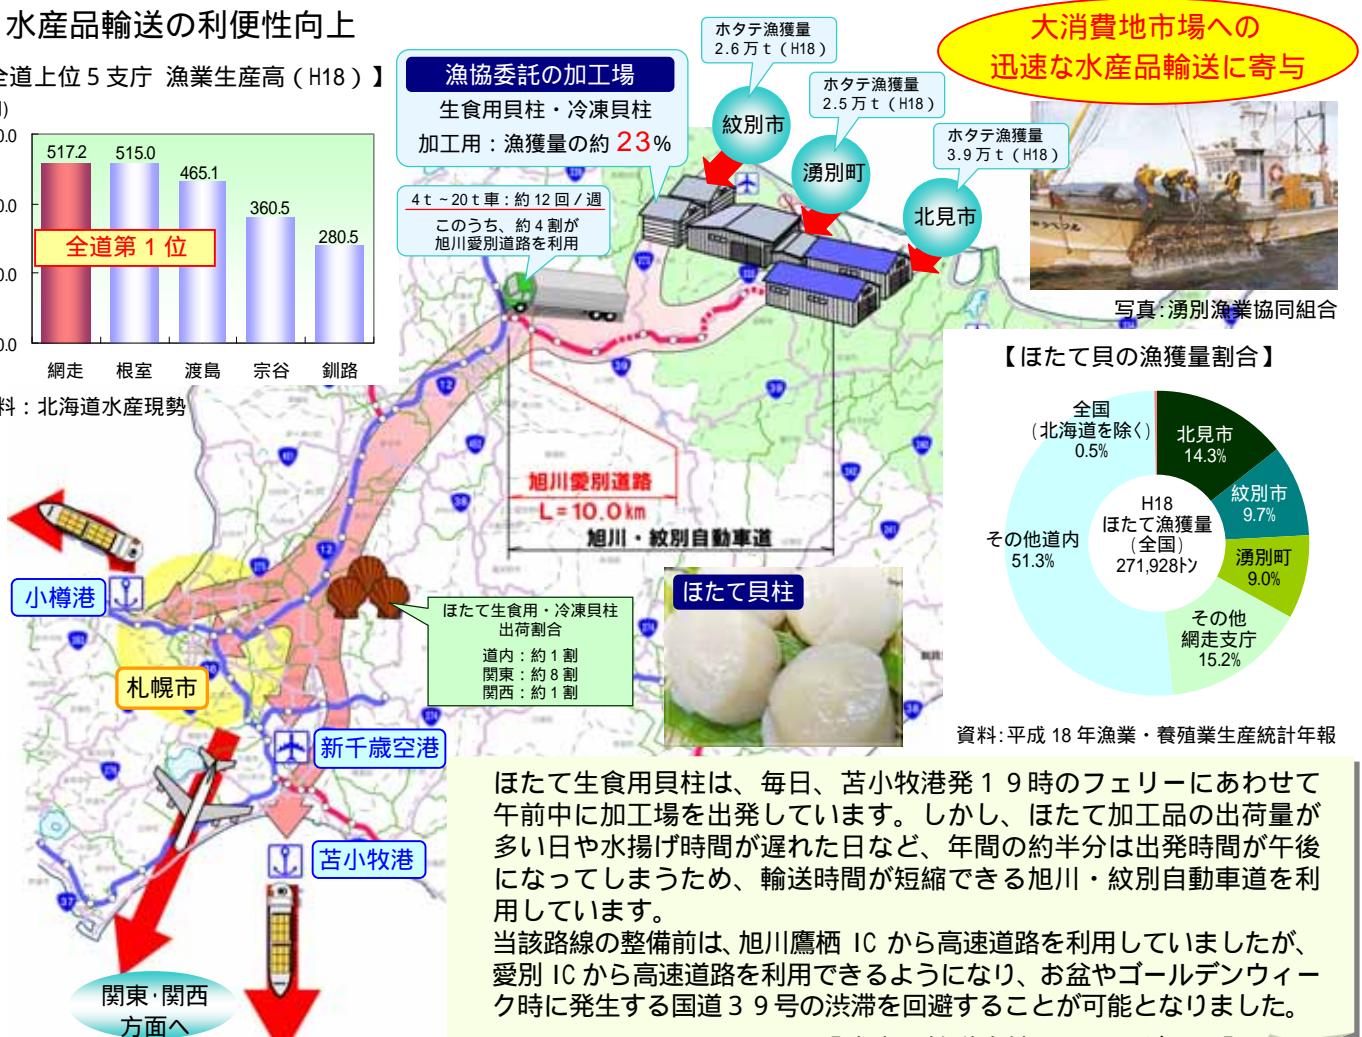 水産品輸送の利便性向上
全道上位５支庁 漁業生産高（H18）】
517.2
515.0
465.1
360.5
280.5
全道第１位
網走
根室
渡島
宗谷
釧路
料：北海道水産現勢
漁協委託の加工場
生食用貝柱・冷凍貝柱
加工用：漁獲量の約 23%
4t～20t車：約12回／週
このうち、約４割が
旭川愛別道路を利用
ホタテ漁獲量
2.6万t（H18）
紋別市
ホタテ漁獲量
2.5万t（H18）
湧別町
ホタテ漁獲量
3.9万t（H18）
北見市
大消費地市場への
迅速な水産品輸送に寄与
写真:湧別漁業協同組合
【ほたて貝の漁獲量割合】
全国
(北海道を除く)
0.5%
北見市
14.3%
紋別市
9.7%
湧別町
9.0%
その他
網走支庁
15.2%
その他道内
51.3%
H18
ほたて漁獲量
(全国)
271,928トン
資料:平成18年漁業・養殖業生産統計年報
旭川愛別道路
L=10.0km
旭川・紋別自動車道
12
12
39
39
37
38
ほたて貝柱
ほたて生食用・冷凍貝柱
出荷割合
道内：約１割
関東：約８割
関西：約１割
小樽港
札幌市
新千歳空港
苫小牧港
関東・関西
方面へ
ほたて生食用貝柱は、毎日、苫小牧港発１９時のフェリーにあわせて
午前中に加工場を出発しています。しかし、ほたて加工品の出荷量が
多い日や水揚げ時間が遅れた日など、年間の約半分は出発時間が午後
になってしまうため、輸送時間が短縮できる旭川・紋別自動車道を利
用しています。
当該路線の整備前は、旭川鷹栖 IC から高速道路を利用していましたが、
愛別 IC から高速道路を利用できるようになり、お盆やゴールデンウィー
ク時に発生する国道３９号の渋滞を回避することが可能となりました。